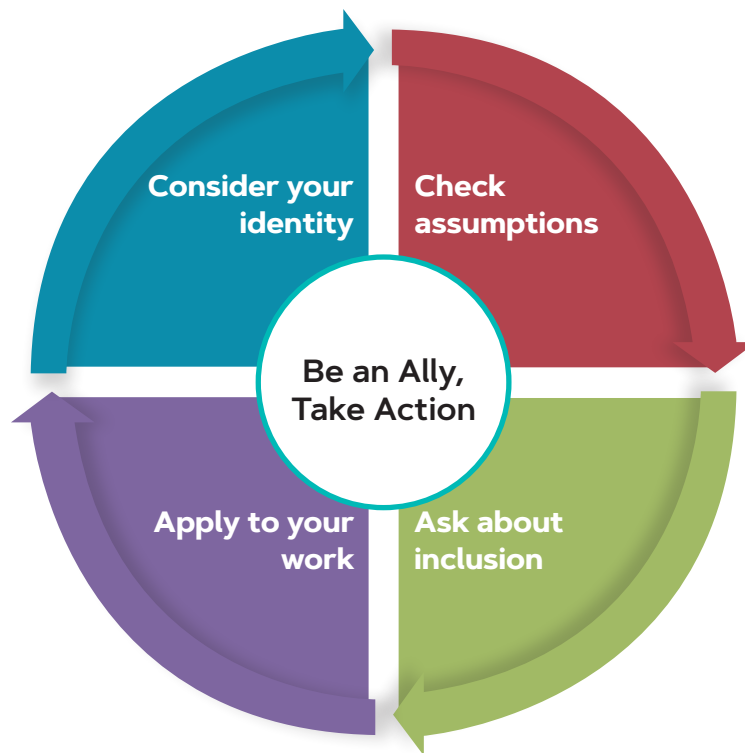 Consider your
identity
Check
assumptions
Be an Ally,
Take Action
Apply to your
work
Ask about
inclusion